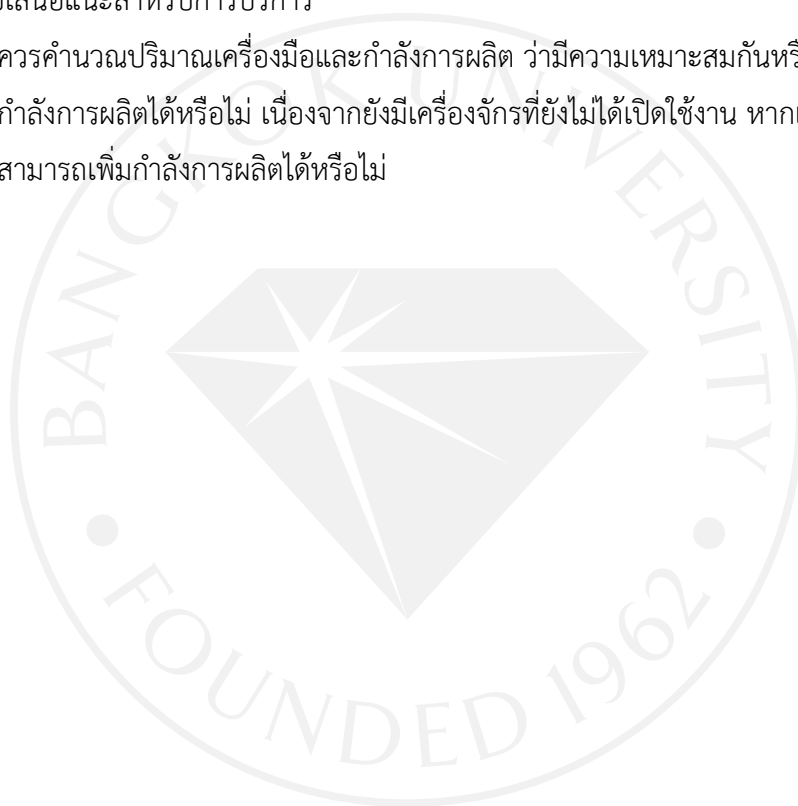 ควรคำนวณปริมาณเครื่องมือและกำลังการผลิต ว่ามีความเหมาะสมกันหรื
กำลังการผลิตได้หรือไม่ เนื่องจากยังมีเครื่องจักรที่ยังไม่ได้เปิดใช้งาน หาก
สามารถเพิ่มกำลังการผลิตได้หรือไม่
BANGKOK UNIVERSITY
FOUNDED 1962